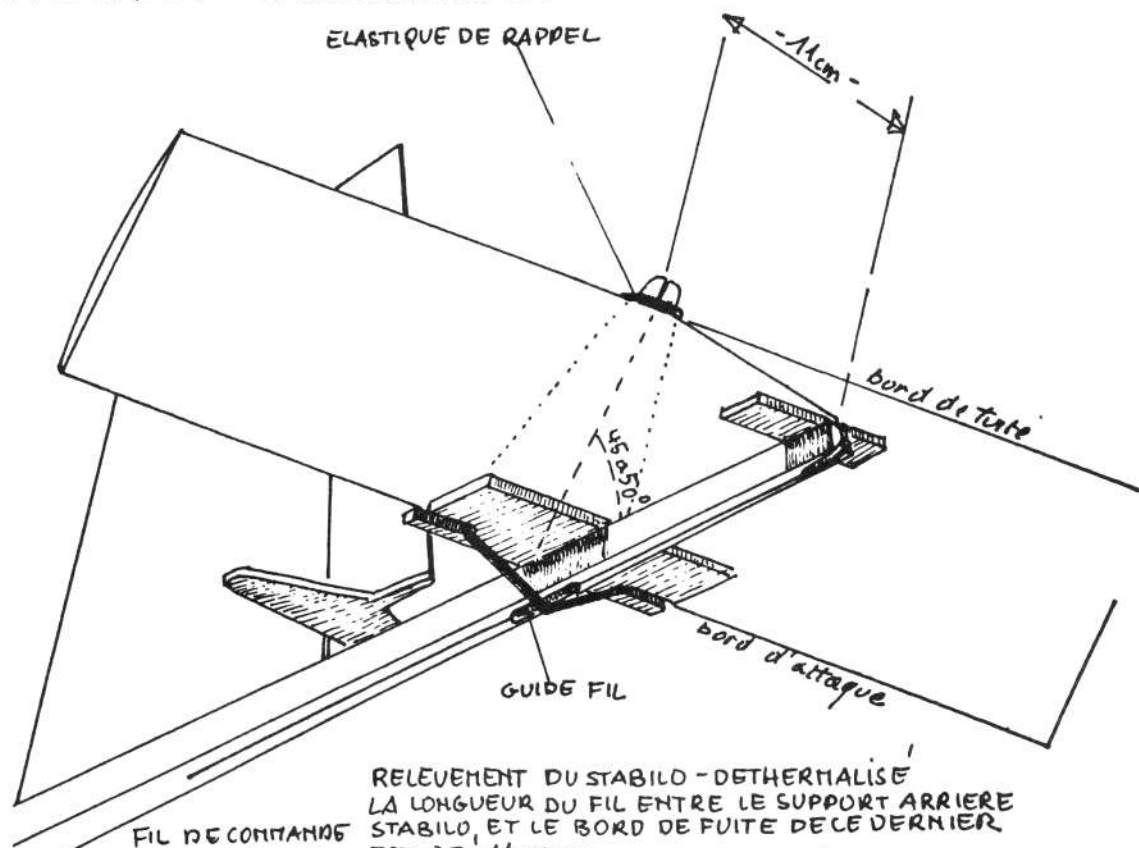 ELASTIQUE DE RAPPEL
- 11cm -
bord de fuite
45 à 50°
bord d'attaque
GUIDE FIL
FIL DE COMMANDE
RELEVEMENT DU STABILO - DETHERMALISÉ
LA LONGUEUR DU FIL ENTRE LE SUPPORT ARRIERE
STABILO, ET LE BORD DE FUITE DE CE DERNIER